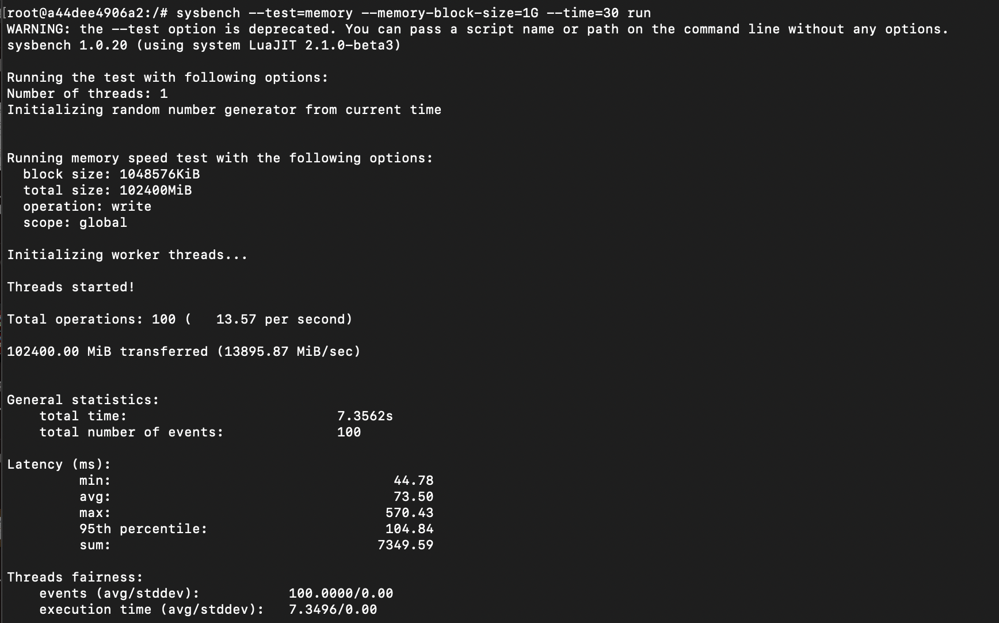 [root@a44dee4906a2:/# sysbench --test=memory --memory-block-size=1G --time=30 run
WARNING: the --test option is deprecated. You can pass a script name or path on the command line without any options.
sysbench 1.0.20 (using system LuaJIT 2.1.0-beta3)
Running the test with following options:
Number of threads: 1
Initializing random number generator from current time
Running memory speed test with the following options:
block size: 1048576KiB
total size: 102400MiB
operation: write
scope: global
Initializing worker threads...
Threads started!
Total operations: 100 (   13.57 per second)
102400.00 MiB transferred (13895.87 MiB/sec)
General statistics:
total time: 7.3562s
total number of events: 100
Latency (ms):
min: 44.78
avg: 73.50
max: 570.43
95th percentile: 104.84
sum: 7349.59
Threads fairness:
events (avg/stddev): 100.0000/0.00
execution time (avg/stddev): 7.3496/0.00